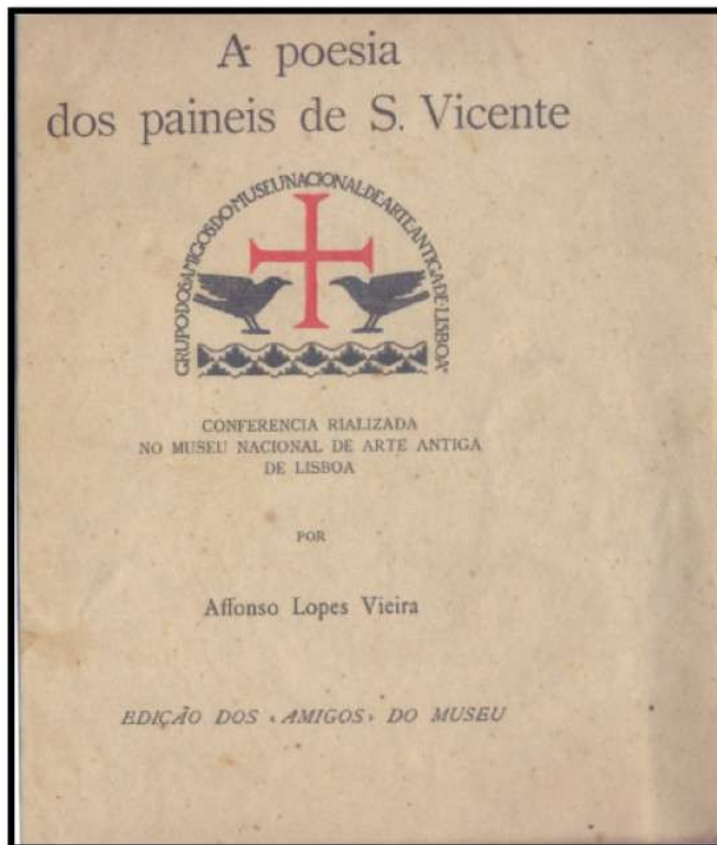 A poesia
dos paineis de S. Vicente
GRUPO·DOS·AMIGOS·DO·MUSEU·NACIONAL·DE·ARTE·ANTIGA·DE·LISBOA
CONFERENCIA RIALIZADA
NO MUSEU NACIONAL DE ARTE ANTIGA
DE LISBOA
POR
Affonso Lopes Vieira
EDIÇÃO DOS «AMIGOS» DO MUSEU